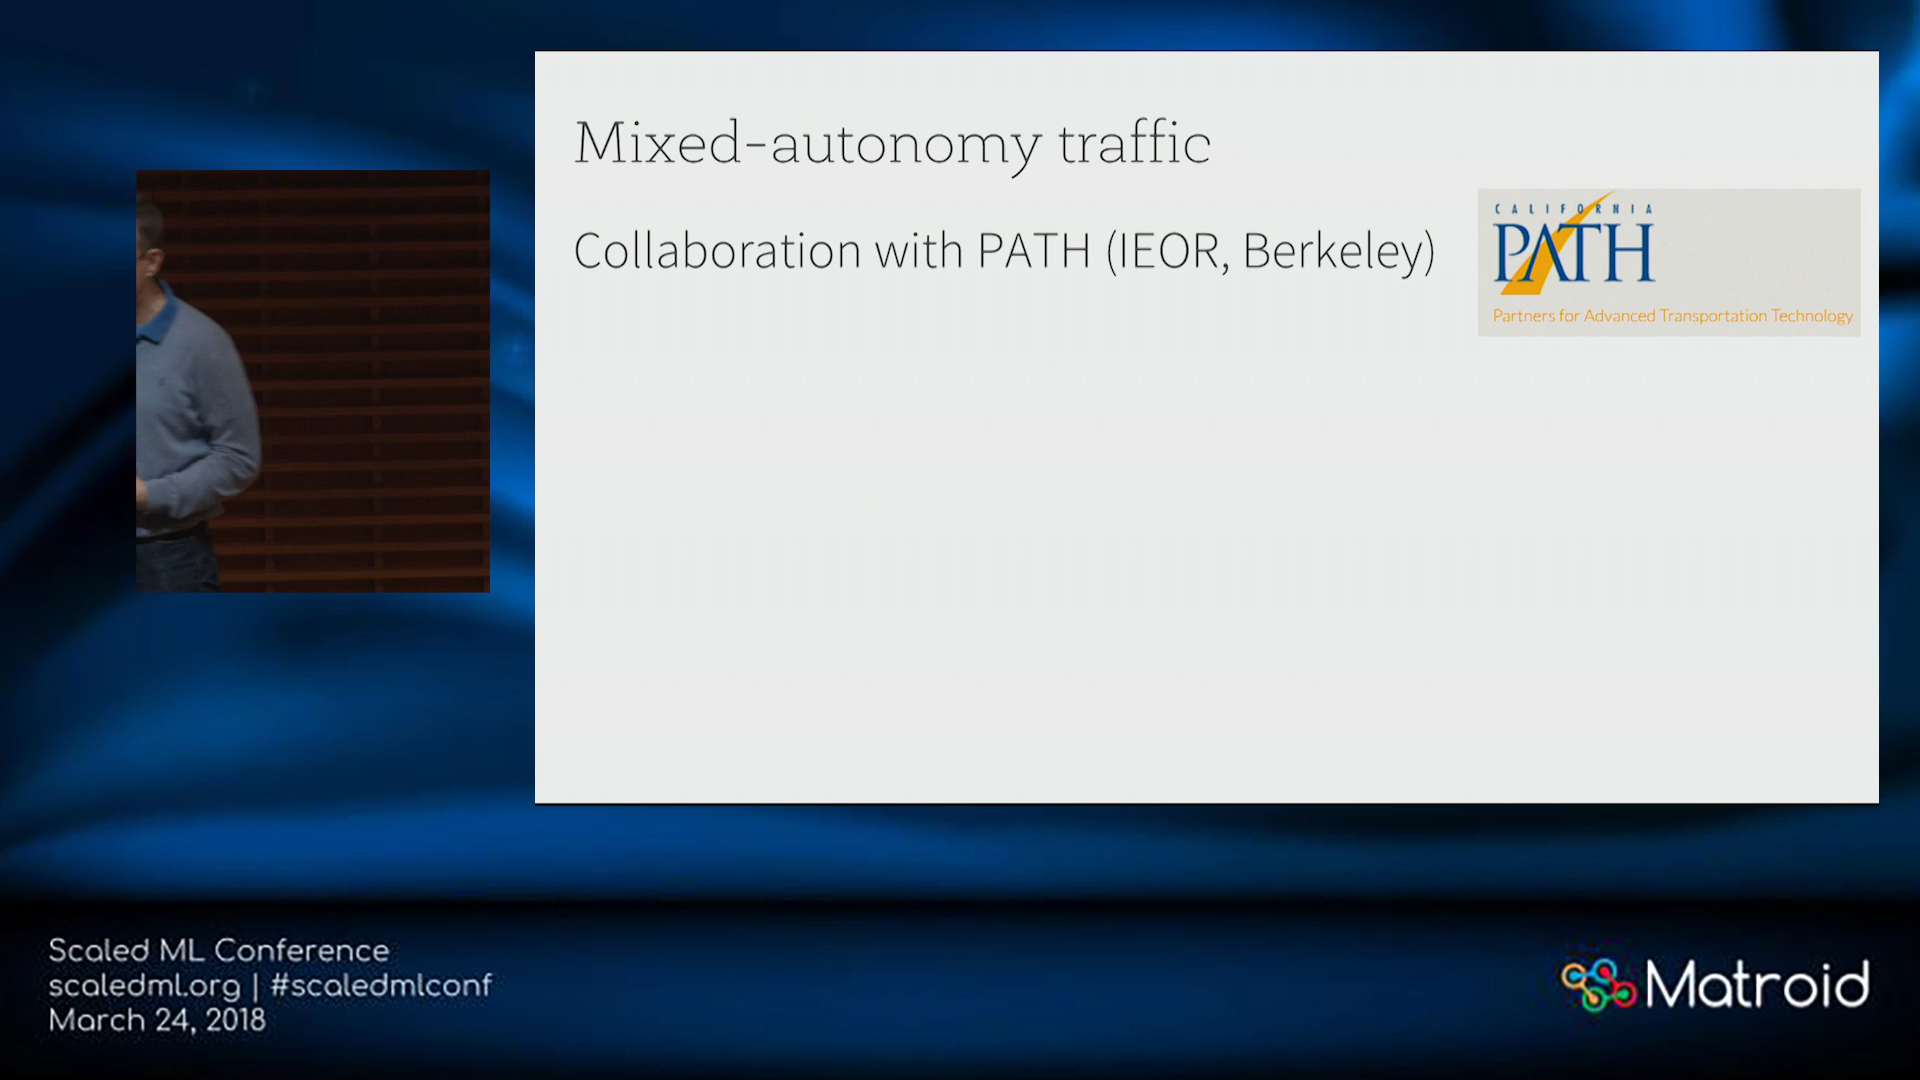 Mixed-autonomy traffic
Collaboration with PATH (IEOR, Berkeley)
CALIFORNIA
PATH
Partners for Advanced Transportation Technology
Scaled ML Conference
scaledml.org | #scaledmlconf
March 24, 2018
Matroid